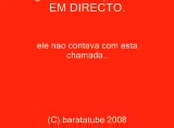 EM DIRECTO.
ele nao contava com esta
chamada..
(C) baratatube 2008